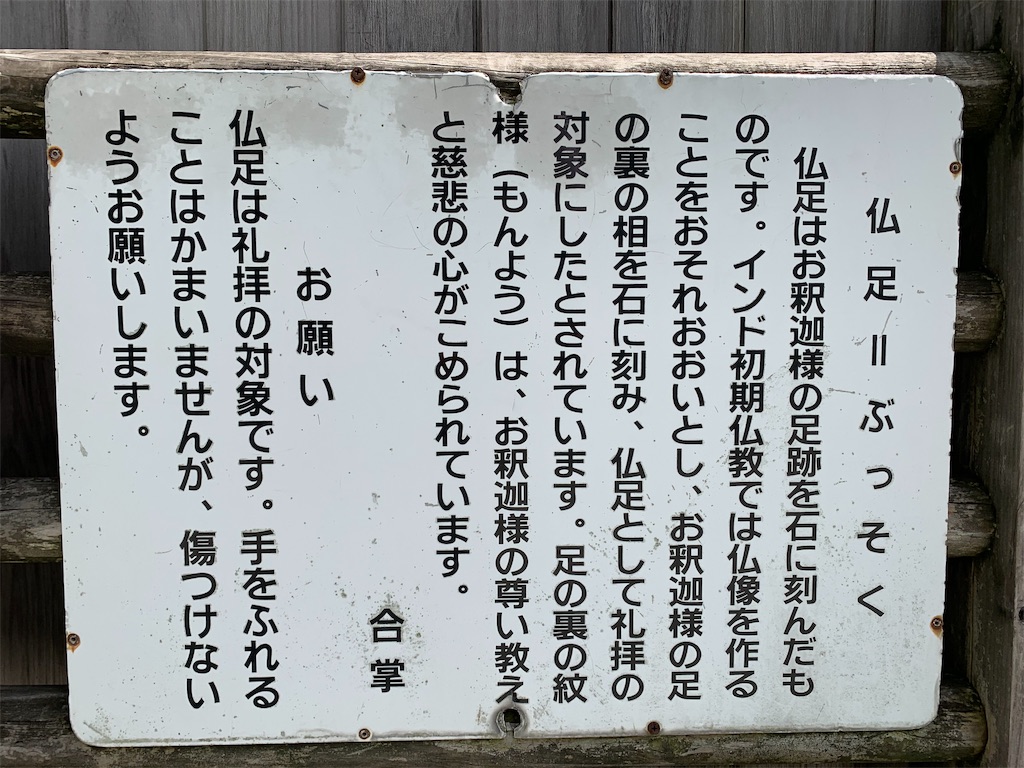 仏足＝ぶっそく
仏足はお釈迦様の足跡を石に刻んだも
のです。インド初期仏教では仏像を作る
ことをおそれおおいとし、お釈迦様の足
の裏の相を石に刻み、仏足として礼拝の
対象にしたとされています。足の裏の紋
様（もんよう）は、お釈迦様の尊い教え
と慈悲の心がこめられています。
合掌
お願い
仏足は礼拝の対象です。手をふれる
ことはかまいませんが、傷つけない
ようお願いします。